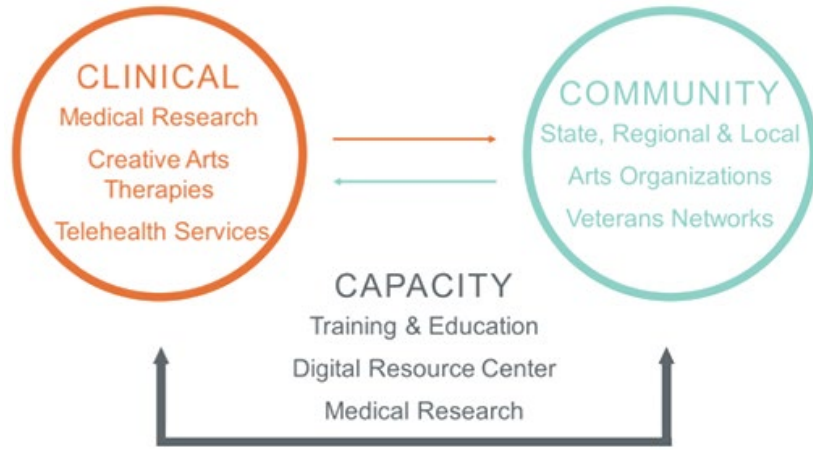 CLINICAL
Medical Research
Creative Arts
Therapies
Telehealth Services
COMMUNITY
State, Regional & Local
Arts Organizations
Veterans Networks
CAPACITY
Training & Education
Digital Resource Center
Medical Research